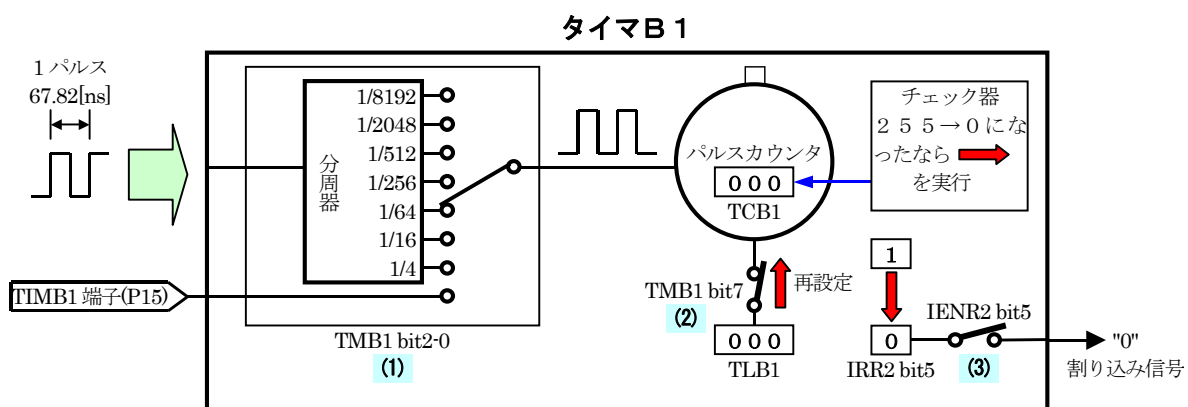 タイマＢ１
１パルス
67.82[ns]
分周器
1/8192
1/2048
1/512
1/256
1/64
1/16
1/4
TIMB1 端子(P15)
TMB1 bit2-0
(1)
パルスカウンタ
０００
TCB1
チェック器
２５５→０にな
ったなら
を実行
TMB1 bit7
(2)
再設定
０００
TLB1
1
0
IRR2 bit5
IENR2 bit5
(3)
"0"
割り込み信号